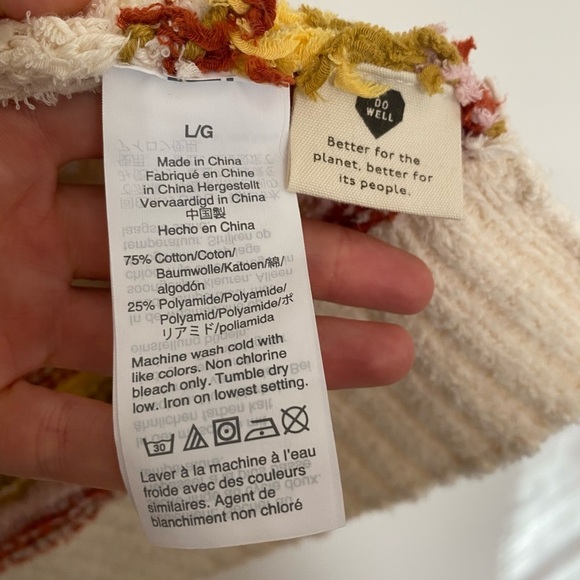 L/G
Made in China
Fabriqué en Chine
in China Hergestellt
Vervaardigd in China
中国製
Hecho en China
75% Cotton/Coton/
Baumwolle/Katoen/綿/
algodón
25% Polyamide/Polyamide/
Polyamid/Polyamide/ポ
リアミド/poliamida
Machine wash cold with
like colors. Non chlorine
bleach only. Tumble dry
low. Iron on lowest setting.
30
Laver à la machine à l'eau
froide avec des couleurs
similaires. Agent de
blanchiment non chloré
DO
WELL
Better for the
planet, better for
its people.